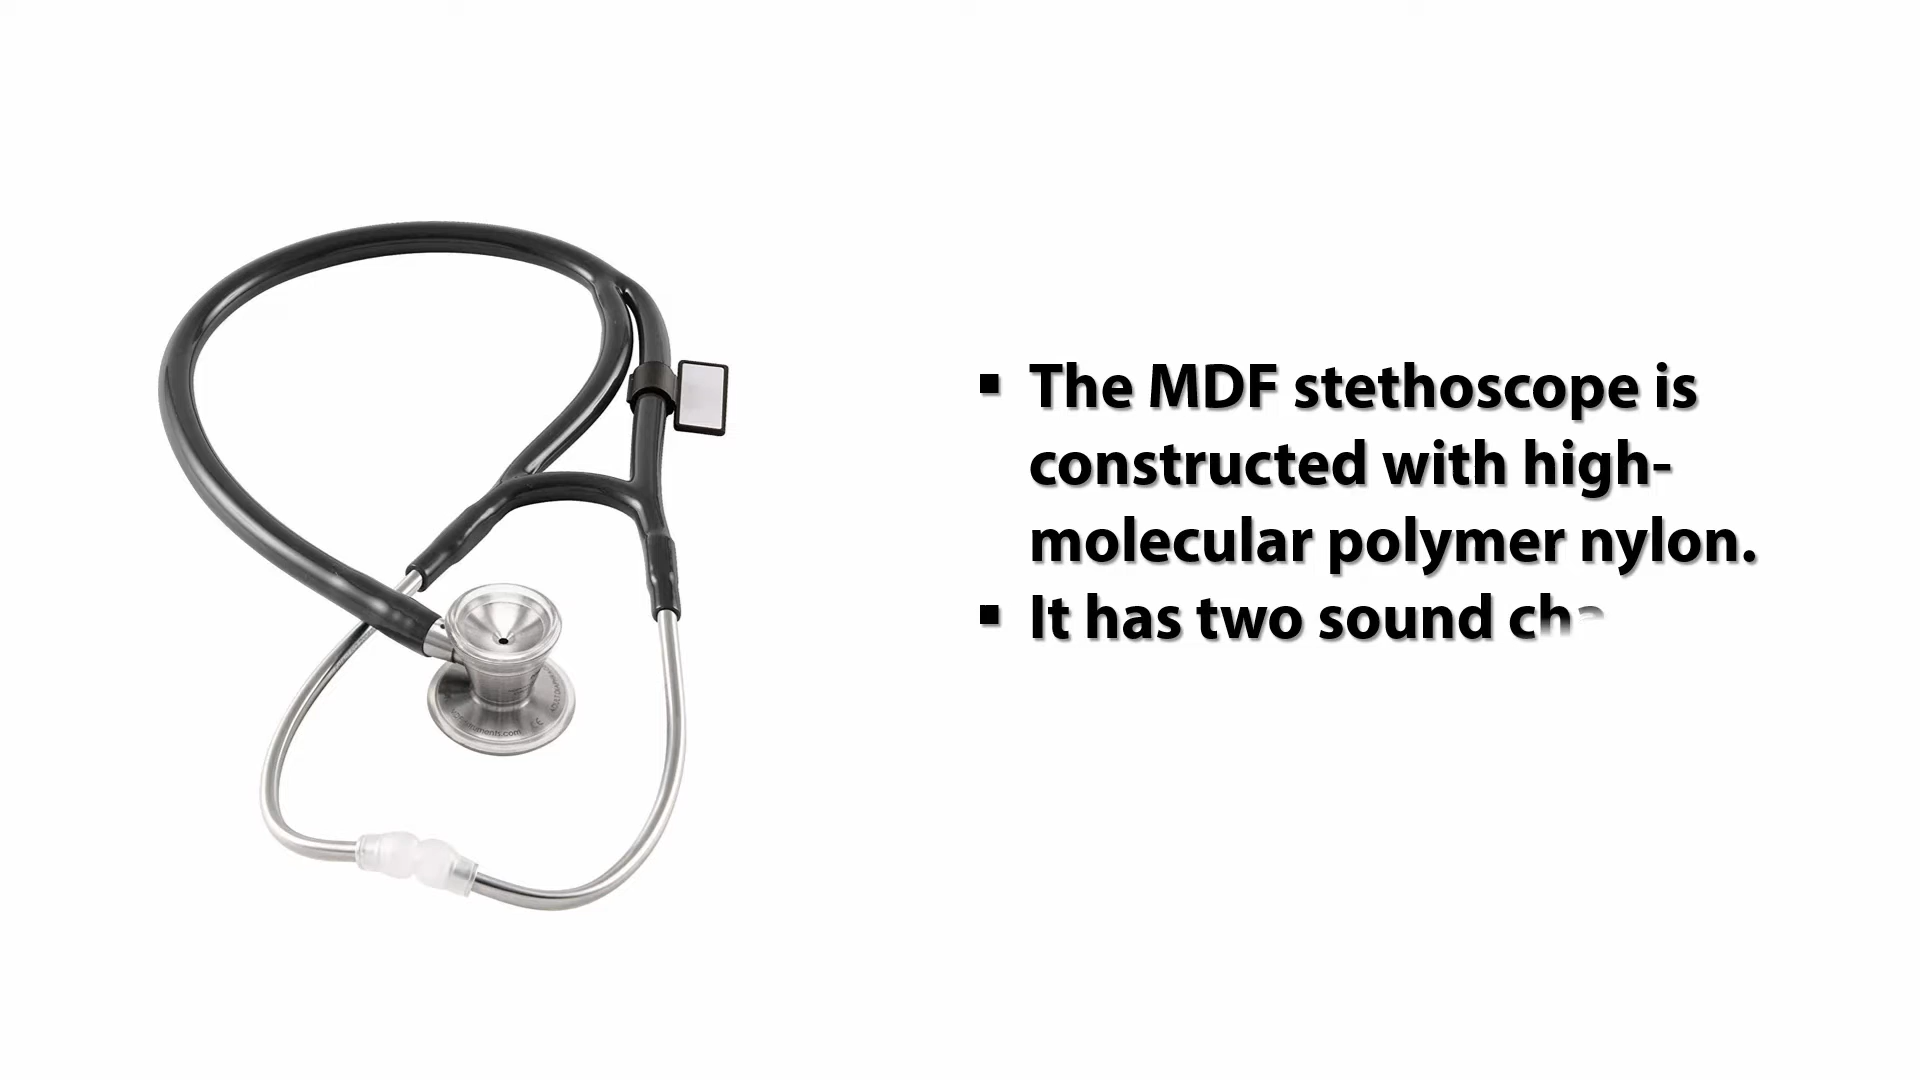 ▪ The MDF stethoscope is
constructed with high-
molecular polymer nylon.
▪ It has two sound